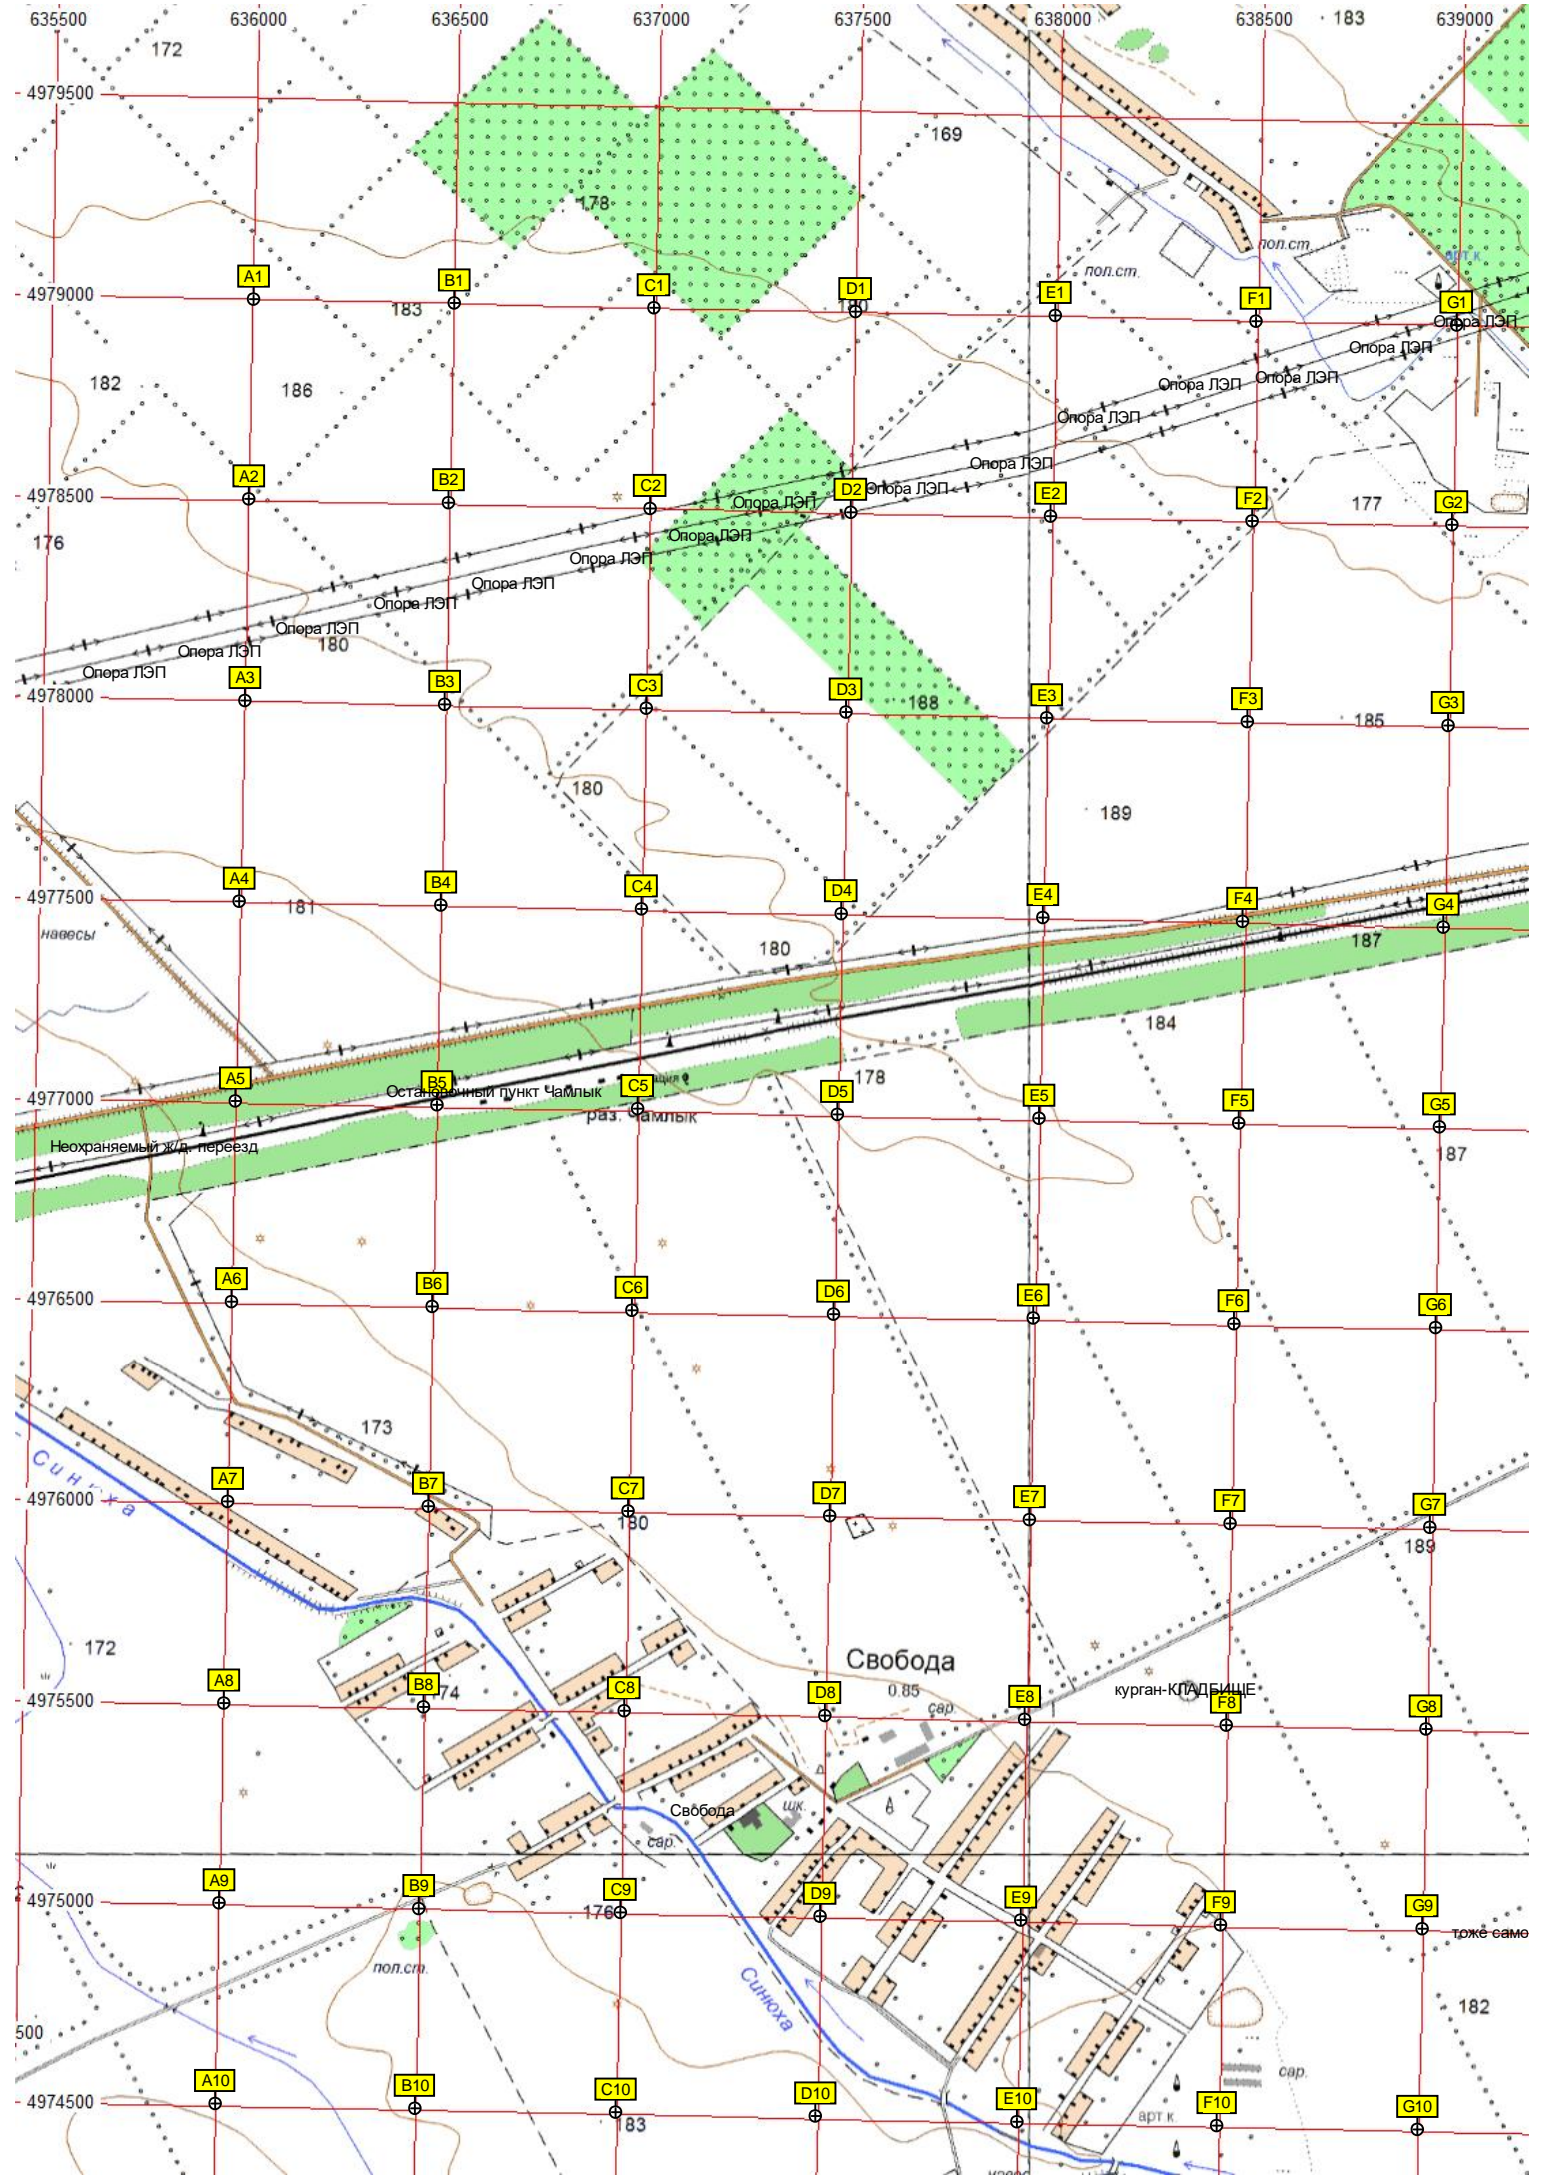 635500 636000 636500 637000 637500 638000 638500 183 639000
172
4979500
169
178
пол.ст.
арт к.
пол.ст.
A1 B1 C1 D1 E1 F1 G1
4979000
183 180
Опора ЛЭП
Опора ЛЭП
182 186
Опора ЛЭП Опора ЛЭП
Опора ЛЭП
Опора ЛЭП
A2 B2 C2 D2 E2 F2 G2
4978500
Опора ЛЭП Опора ЛЭП
177
176
Опора ЛЭП
Опора ЛЭП
Опора ЛЭП
Опора ЛЭП
Опора ЛЭП
180
Опора ЛЭП
Опора ЛЭП
A3 B3 C3 D3 E3 F3 G3
4978000
188 185
180
189
A4 B4 C4 D4 E4 F4 G4
4977500
181
навесы
180 187
184
178
A5 B5 C5 D5 E5 F5 G5
4977000
Остановочный пункт Чамлык
раз. Чамлык
Неохраняемый ж/д. переезд
187
A6 B6 C6 D6 E6 F6 G6
4976500
173
Синюха
A7 B7 C7 D7 E7 F7 G7
4976000
180
189
172
Свобода
A8 B8 C8 D8 E8 F8 G8
4975500
174
0.85
сар.
курган-КЛАДБИЩЕ
Свобода
шк.
сар.
A9 B9 C9 D9 E9 F9 G9
4975000
176
тоже само
пол.ст.
Синюха
182
500
сар.
A10 B10 C10 D10 E10 F10 G10
4974500
арт к.
183